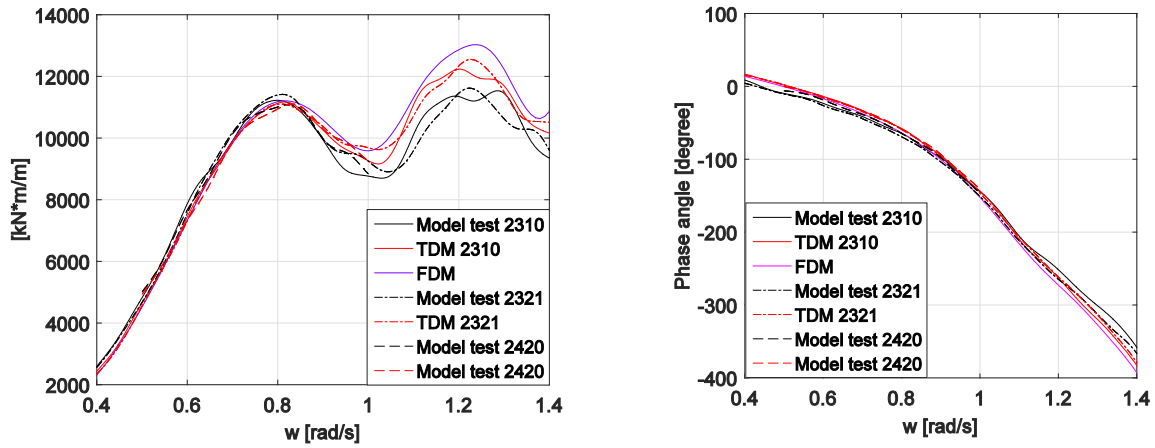 14000
12000
10000
8000
6000
4000
2000
[kN*m/m]
0.4
0.6
0.8
1
1.2
1.4
w [rad/s]
Model test 2310
TDM 2310
FDM
Model test 2321
TDM 2321
Model test 2420
Model test 2420
100
0
-100
-200
-300
-400
Phase angle [degree]
0.4
0.6
0.8
1
1.2
1.4
w [rad/s]
Model test 2310
TDM 2310
FDM
Model test 2321
TDM 2321
Model test 2420
Model test 2420